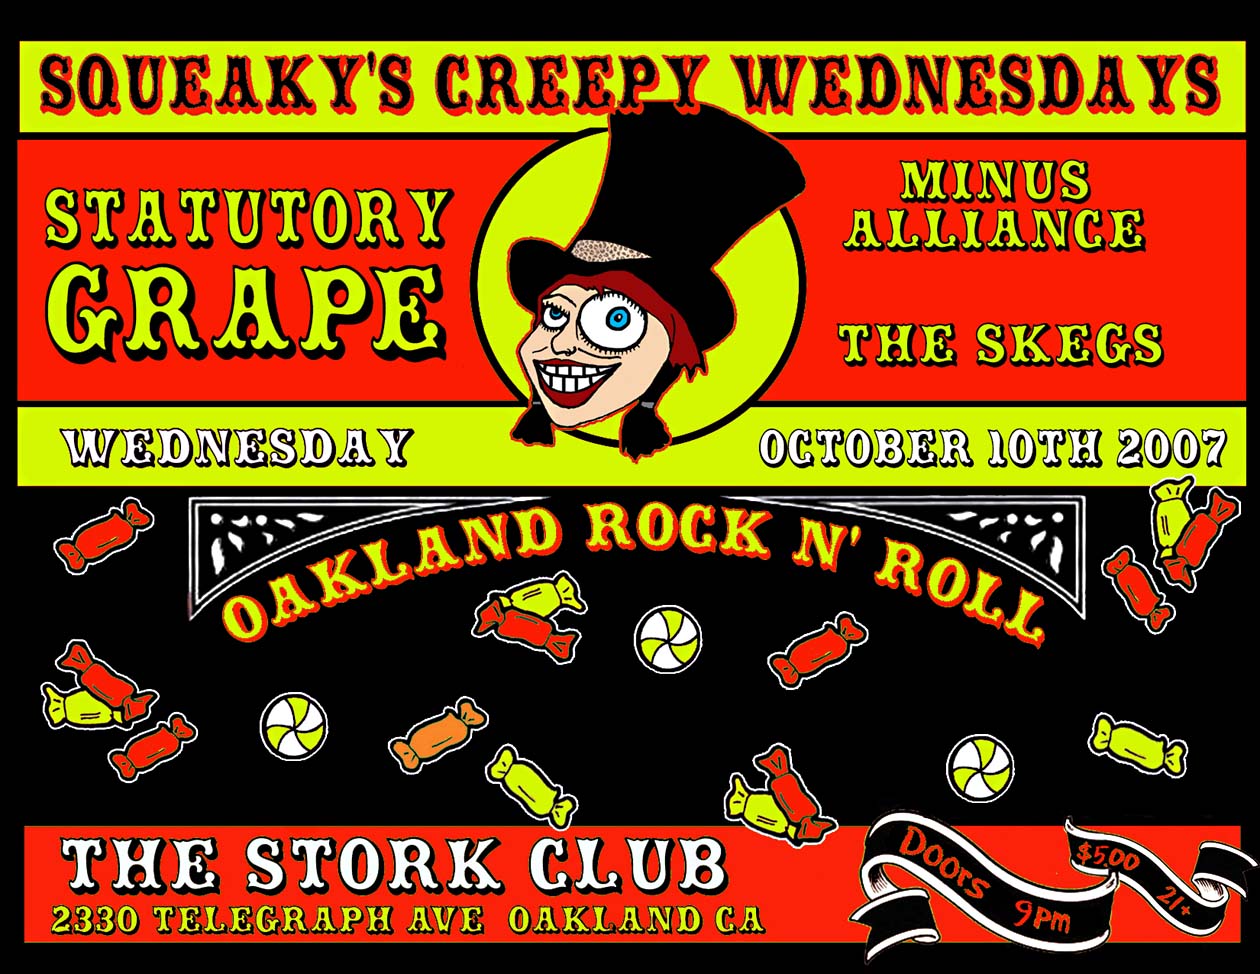 SQUEAKY'S CREEPY WEDNESDAYS
STATUTORY
GRAPE
MINUS
ALLIANCE
THE SKEGS
WEDNESDAY
OCTOBER 10TH 2007
OAKLAND ROCK N' ROLL
THE STORK CLUB
2330 TELEGRAPH AVE OAKLAND CA
Doors 9pm
$5.00 21+